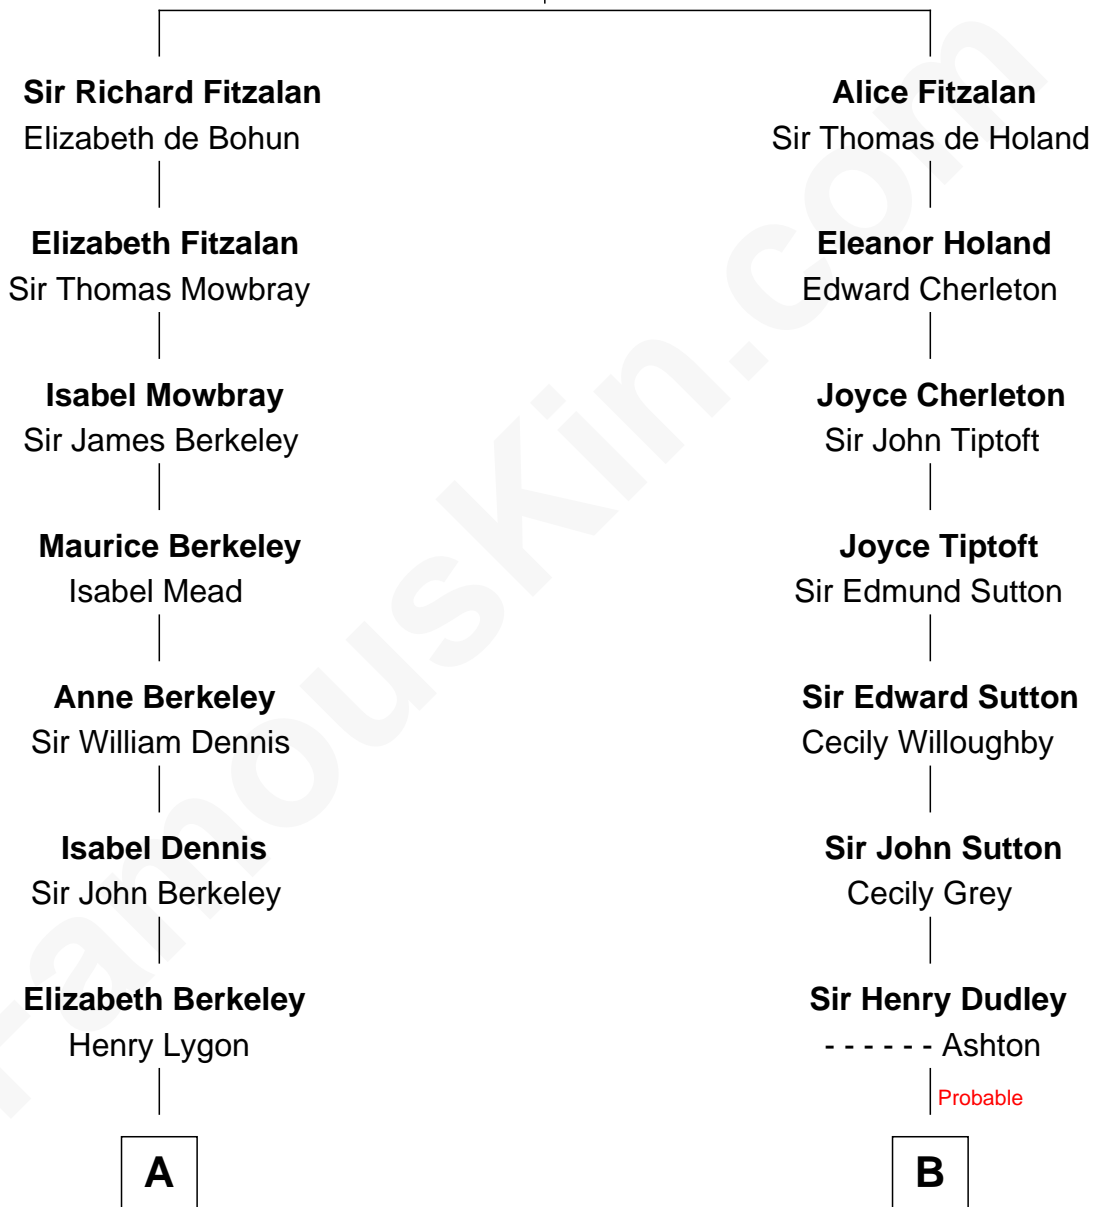 Sir Richard Fitzalan
Elizabeth de Bohun
Elizabeth Fitzalan
Sir Thomas Mowbray
Isabel Mowbray
Sir James Berkeley
Maurice Berkeley
Isabel Mead
Anne Berkeley
Sir William Dennis
Isabel Dennis
Sir John Berkeley
Elizabeth Berkeley
Henry Lygon
A
Alice Fitzalan
Sir Thomas de Holand
Eleanor Holand
Edward Cherleton
Joyce Cherleton
Sir John Tiptoft
Joyce Tiptoft
Sir Edmund Sutton
Sir Edward Sutton
Cecily Willoughby
Sir John Sutton
Cecily Grey
Sir Henry Dudley
- - - - - - Ashton
Probable
B
FamousKin.com